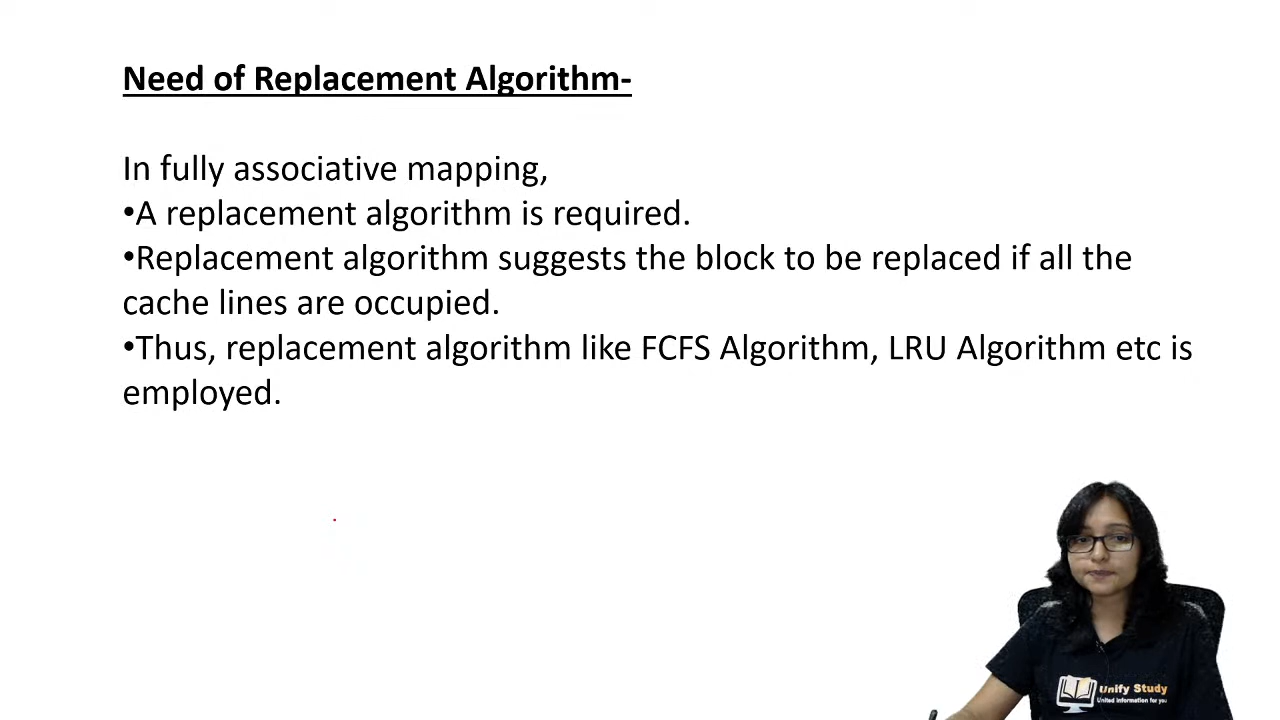 Need of Replacement Algorithm-
In fully associative mapping,
•A replacement algorithm is required.
•Replacement algorithm suggests the block to be replaced if all the
cache lines are occupied.
•Thus, replacement algorithm like FCFS Algorithm, LRU Algorithm etc is
employed.
Unify Study
United information for you